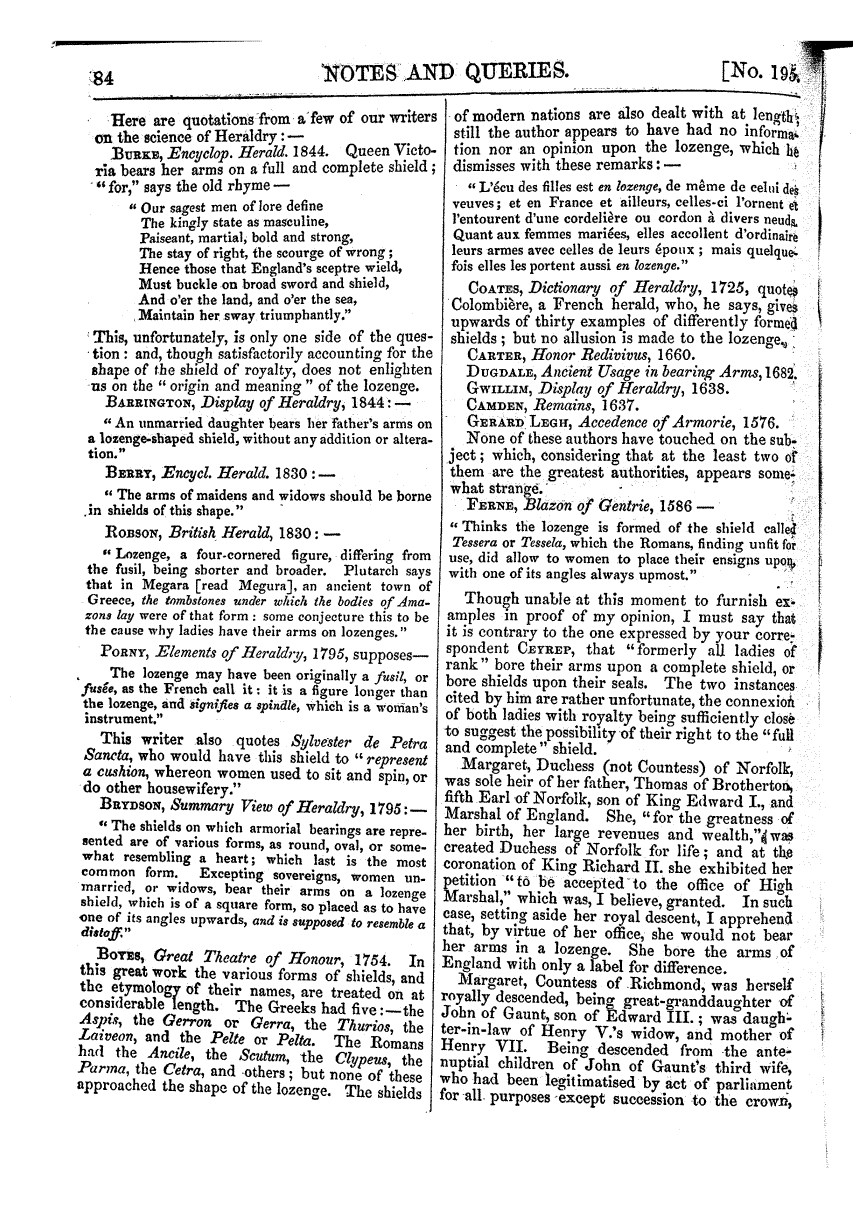 84 NOTES AND QUERIES. [No. 195.
Here are quotations from a few of our writers
on the science of Heraldry :—
BURKE, Encyclop. Herald. 1844. Queen Victo-
ria bears her arms on a full and complete shield;
"for," says the old rhyme —
"Our sagest men of lore define
The kingly state as masculine,
Paiseant, martial, bold and strong,
The stay of right, the scourge of wrong;
Hence those that England's sceptre wield,
Must buckle on broad sword and shield,
And o'er the land, and o'er the sea,
Maintain her sway triumphantly."
This, unfortunately, is only one side of the ques-
tion: and, though satisfactorily accounting for the
shape of the shield of royalty, does not enlighten
us on the "origin and meaning" of the lozenge.
BARRINGTON, Display of Heraldry, 1844:—
"An unmarried daughter bears her father's arms on
a lozenge-shaped shield, without any addition or altera-
tion."
BERRY, Encycl. Herald. 1830 :—
"The arms of maidens and widows should be borne
in shields of this shape."
ROBSON, British Herald, 1830: —
"Lozenge, a four-cornered figure, differing from
the fusil, being shorter and broader. Plutarch says
that in Megara [read Megura], an ancient town of
Greece, the tombstones under which the bodies of Ama-
zons lay were of that form: some conjecture this to be
the cause why ladies have their arms on lozenges."
PORNY, Elements of Heraldry, 1795, supposes—
The lozenge may have been originally a fusil, or
fusée, as the French call it: it is a figure longer than
the lozenge, and signifies a spindle, which is a woman's
instrument."
This writer also quotes Sylvester de Petra
Sancta, who would have this shield to "represent
a cushion, whereon women used to sit and spin, or
do other housewifery."
BRYDSON, Summary View of Heraldry, 1795:—
"The shields on which armorial bearings are repre-
sented are of various forms, as round, oval, or some-
what resembling a heart; which last is the most
common form. Excepting sovereigns, women un-
married, or widows, bear their arms on a lozenge
shield, which is of a square form, so placed as to have
one of its angles upwards, and is supposed to resemble a
distaff."
BOYES, Great Theatre of Honour, 1754. In
this great work the various forms of shields, and
the etymology of their names, are treated on at
considerable length. The Greeks had five:—the
Aspis, the Gerron or Gerra, the Thurios, the
Laiveon, and the Pelte or Pelta. The Romans
had the Ancile, the Scutum, the Clypeus, the
Parma, the Cetra, and others; but none of these
approached the shape of the lozenge. The shields
of modern nations are also dealt with at length;
still the author appears to have had no informa-
tion nor an opinion upon the lozenge, which he
dismisses with these remarks: —
"L'écu des filles est en lozenge, de même de celui des
veuves; et en France et ailleurs, celles-ci l'ornent et
l'entourent d'une cordelière ou cordon à divers neuds.
Quant aux femmes mariées, elles accollent d'ordinaire
leurs armes avec celles de leurs époux; mais quelque-
fois elles les portent aussi en lozenge."
COATES, Dictionary of Heraldry, 1725, quotes
Colombière, a French herald, who, he says, gives
upwards of thirty examples of differently formed
shields; but no allusion is made to the lozenge.
CARTER, Honor Redivivus, 1660.
DUGDALE, Ancient Usage in bearing Arms, 1682.
GWILLIM, Display of Heraldry, 1638.
CAMDEN, Remains, 1637.
GERARD LEGH, Accedence of Armorie, 1576.
None of these authors have touched on the sub-
ject; which, considering that at the least two of
them are the greatest authorities, appears some-
what strange.
FERNE, Blazon of Gentrie, 1586 —
"Thinks the lozenge is formed of the shield called
Tessera or Tessela, which the Romans, finding unfit for
use, did allow to women to place their ensigns upon,
with one of its angles always upmost."
Though unable at this moment to furnish ex-
amples in proof of my opinion, I must say that
it is contrary to the one expressed by your corre-
spondent CEYREP, that "formerly all ladies of
rank" bore their arms upon a complete shield, or
bore shields upon their seals. The two instances
cited by him are rather unfortunate, the connexion
of both ladies with royalty being sufficiently close
to suggest the possibility of their right to the "full
and complete" shield.
Margaret, Duchess (not Countess) of Norfolk,
was sole heir of her father, Thomas of Brotherton,
fifth Earl of Norfolk, son of King Edward I., and
Marshal of England. She, "for the greatness of
her birth, her large revenues and wealth," was
created Duchess of Norfolk for life; and at the
coronation of King Richard II. she exhibited her
petition "to be accepted to the office of High
Marshal," which was, I believe, granted. In such
case, setting aside her royal descent, I apprehend
that, by virtue of her office, she would not bear
her arms in a lozenge. She bore the arms of
England with only a label for difference.
Margaret, Countess of Richmond, was herself
royally descended, being great-granddaughter of
John of Gaunt, son of Edward III.; was daugh-
ter-in-law of Henry V.'s widow, and mother of
Henry VII. Being descended from the ante-
nuptial children of John of Gaunt's third wife,
who had been legitimatised by act of parliament
for all purposes except succession to the crown,